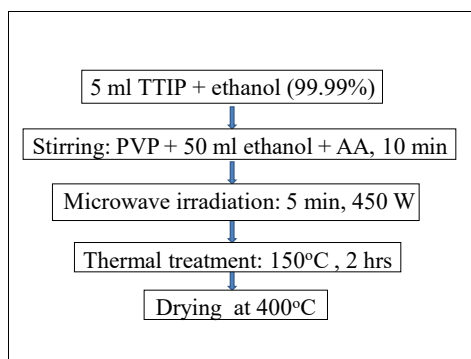 5 ml TTIP + ethanol (99.99%)
Stirring: PVP + 50 ml ethanol + AA, 10 min
Microwave irradiation: 5 min, 450 W
Thermal treatment: 150°C , 2 hrs
Drying at 400°C